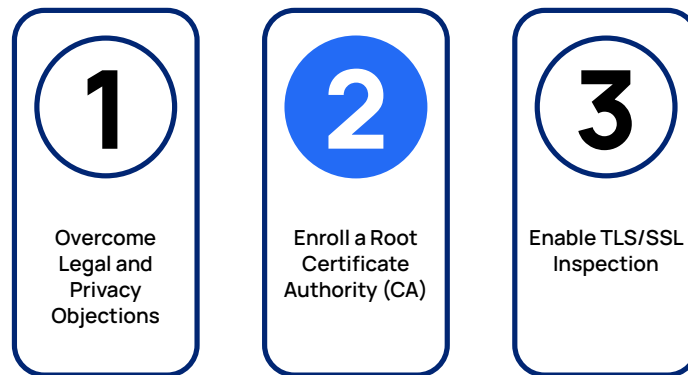 1
Overcome
Legal and
Privacy
Objections
2
Enroll a Root
Certificate
Authority (CA)
3
Enable TLS/SSL
Inspection